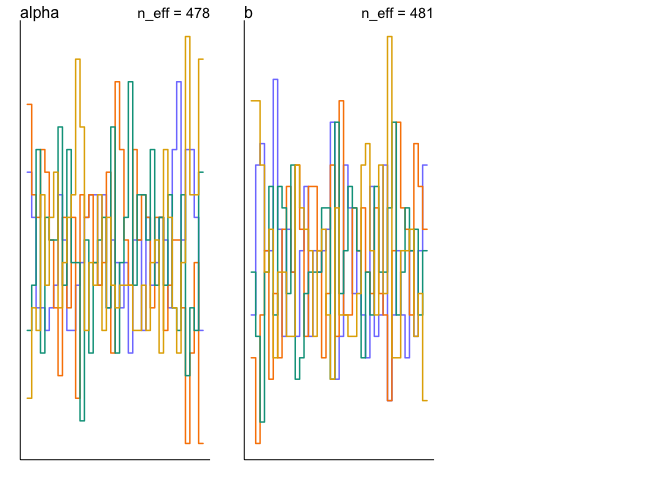 alpha n_eff = 478
b n_eff = 481